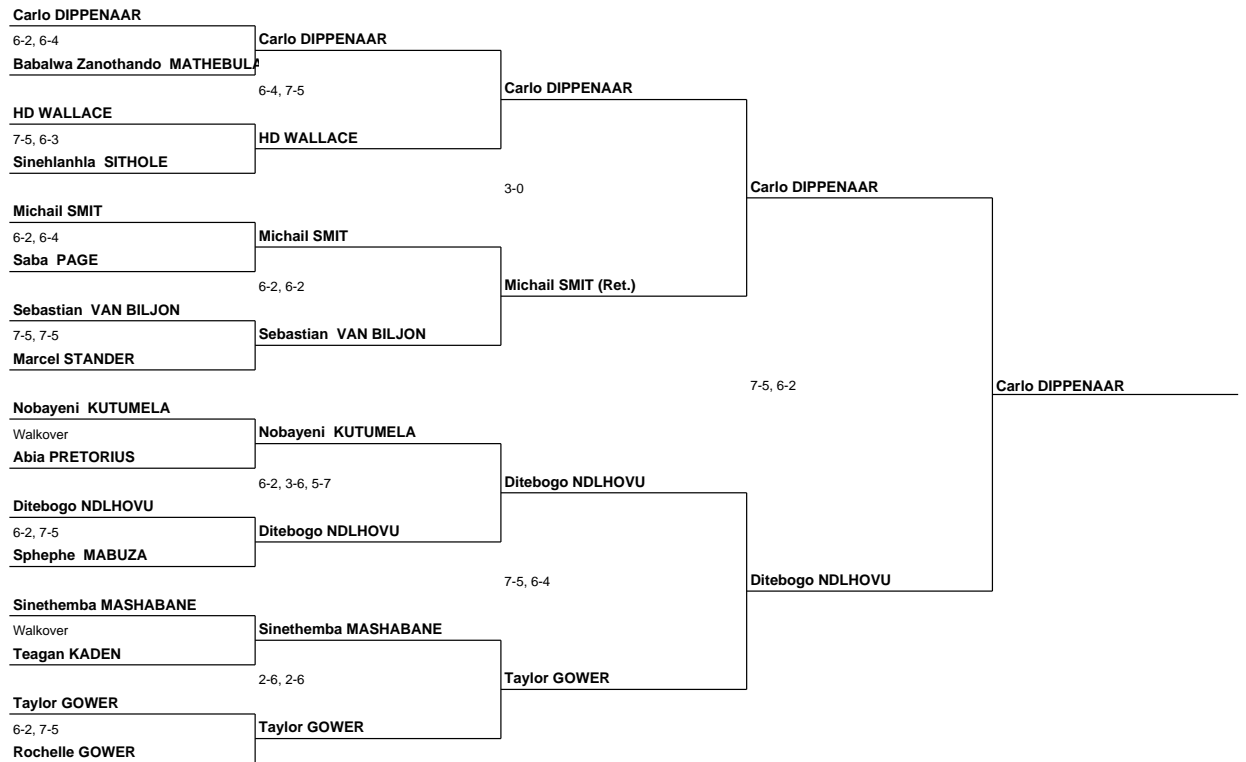 Carlo DIPPENAAR
6-2, 6-4
Babalwa Zanothando MATHEBULA
HD WALLACE
7-5, 6-3
Sinehlanhla SITHOLE
Michail SMIT
6-2, 6-4
Saba PAGE
Sebastian VAN BILJON
7-5, 7-5
Marcel STANDER
Nobayeni KUTUMELA
Walkover
Abia PRETORIUS
Ditebogo NDLHOVU
6-2, 7-5
Sphephe MABUZA
Sinethemba MASHABANE
Walkover
Teagan KADEN
Taylor GOWER
6-2, 7-5
Rochelle GOWER
Carlo DIPPENAAR
6-4, 7-5
HD WALLACE
Michail SMIT
6-2, 6-2
Sebastian VAN BILJON
Nobayeni KUTUMELA
6-2, 3-6, 5-7
Ditebogo NDLHOVU
Sinethemba MASHABANE
2-6, 2-6
Taylor GOWER
Carlo DIPPENAAR
3-0
Michail SMIT (Ret.)
Ditebogo NDLHOVU
7-5, 6-4
Taylor GOWER
Carlo DIPPENAAR
7-5, 6-2
Ditebogo NDLHOVU
Carlo DIPPENAAR